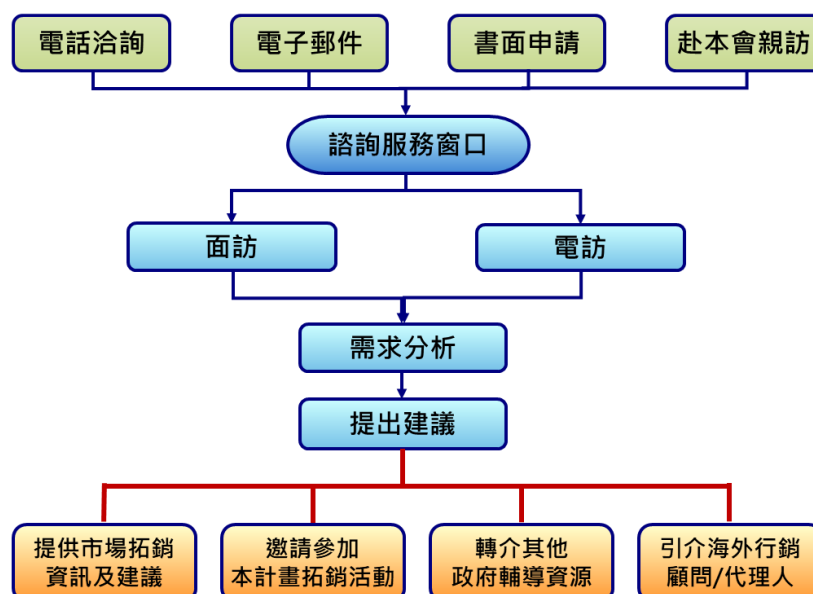 電話洽詢
電子郵件
書面申請
赴本會親訪
諮詢服務窗口
面訪
電訪
需求分析
提出建議
提供市場拓銷
資訊及建議
邀請參加
本計畫拓銷活動
轉介其他
政府輔導資源
引介海外行銷
顧問/代理人